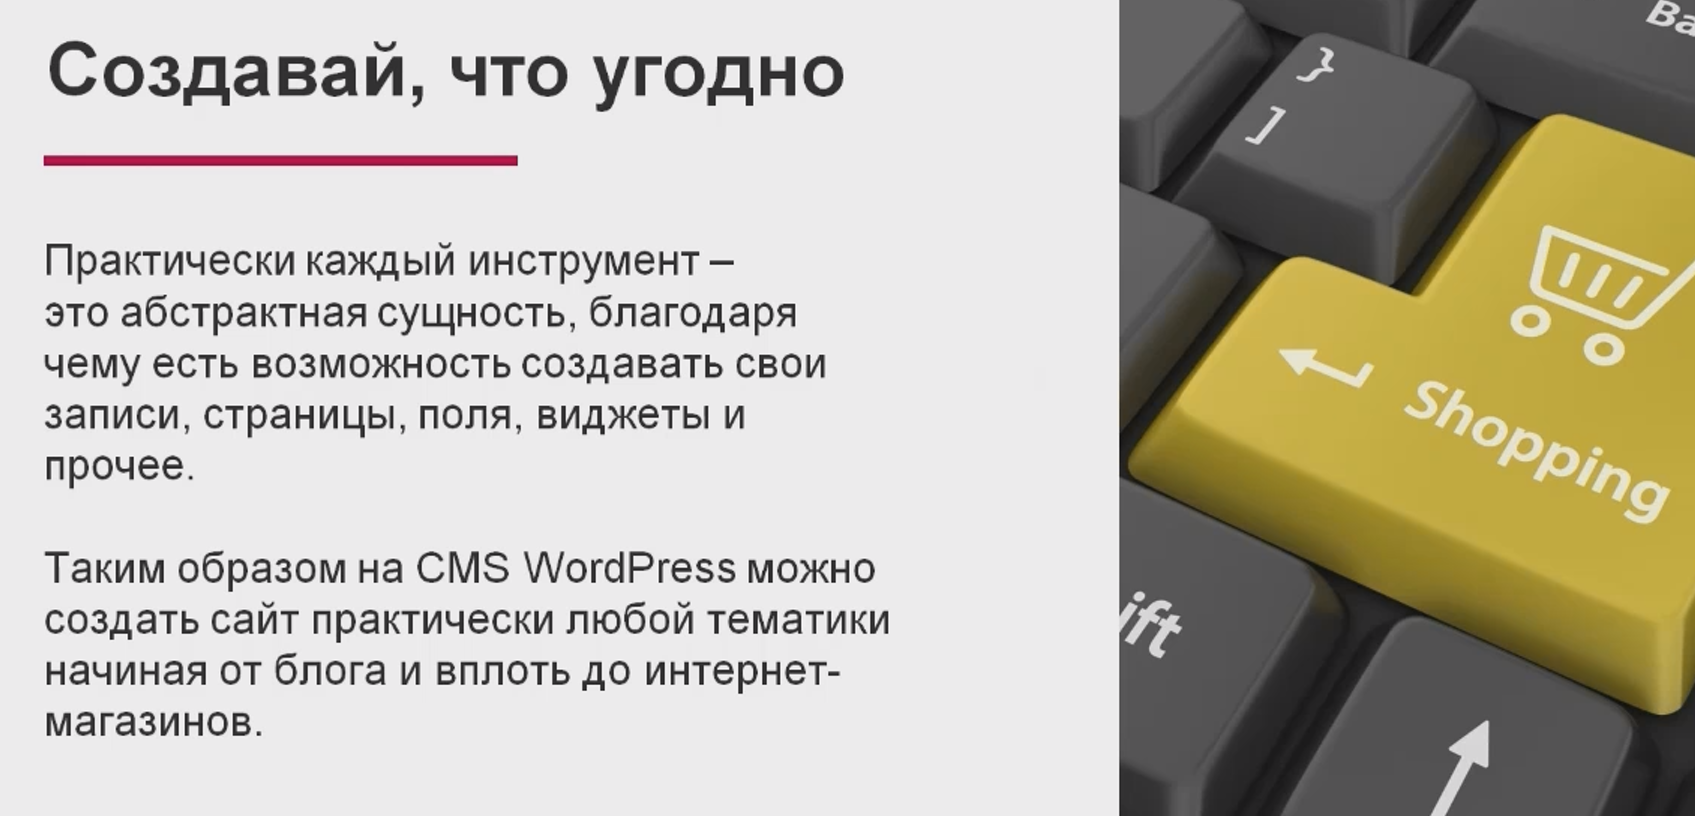 Создавай, что угодно
Практически каждый инструмент –
это абстрактная сущность, благодаря
чему есть возможность создавать свои
записи, страницы, поля, виджеты и
прочее.
Таким образом на CMS WordPress можно
создать сайт практически любой тематики
начиная от блога и вплоть до интернет-
магазинов.
Ba
}
]
Shopping
ift